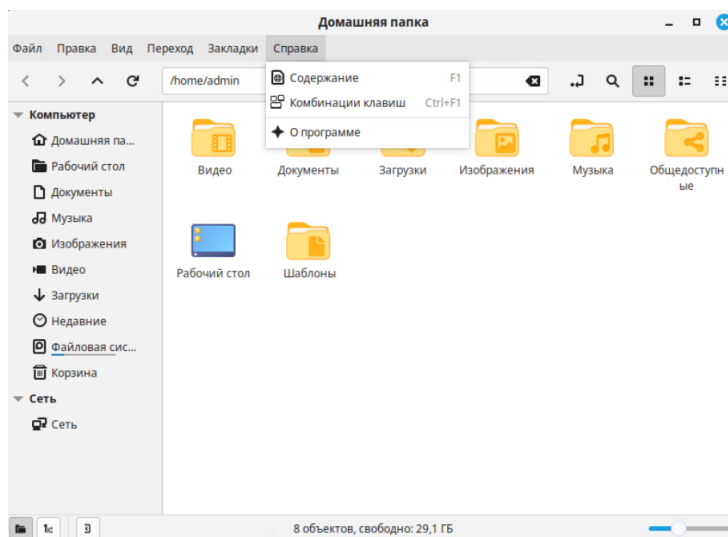 Домашняя папка
Файл Правка Вид Переход Закладки Справка
/home/admin
Содержание F1
Комбинации клавиш Ctrl+F1
О программе
Компьютер
Домашняя па...
Рабочий стол
Документы
Музыка
Изображения
Видео
Загрузки
Недавние
Файловая сис...
Корзина
Сеть
Сеть
Видео
Документы
Загрузки
Изображения
Музыка
Общедоступн
ые
Рабочий стол
Шаблоны
8 объектов, свободно: 29,1 ГБ